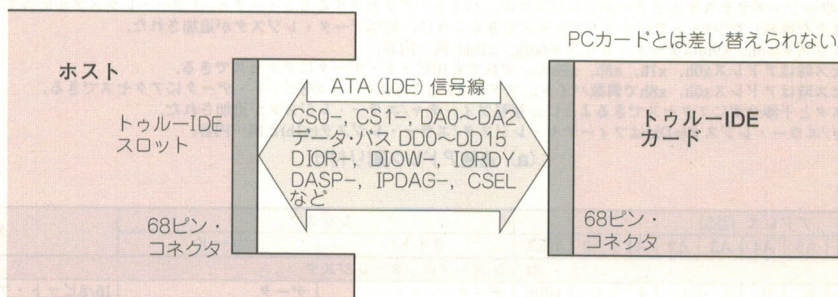 PCカードとは差し替えられない
ホスト
トゥルーIDE
スロット
68ピン・
コネクタ
ATA (IDE) 信号線
CS0−, CS1−, DA0〜DA2
データ・バス DD0〜DD15
DIOR−, DIOW−, IORDY
DASP−, IPDAG−, CSEL
など
トゥルーIDE
カード
68ピン・
コネクタ